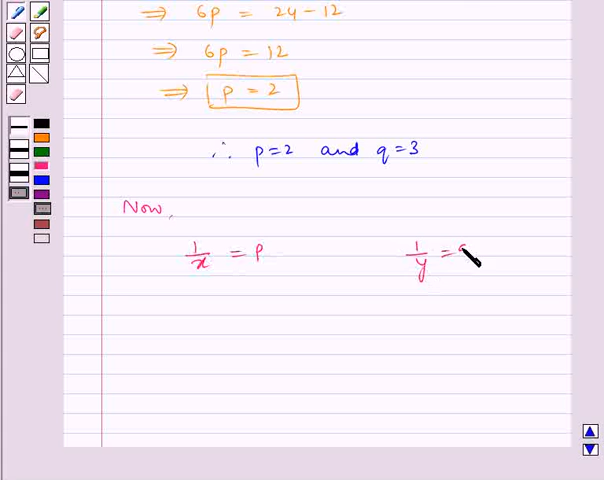 ⇒ 6p = 24 - 12
⇒ 6p = 12
⇒ p = 2
∴ p=2 and q=3
Now,
1/x = p 1/y =